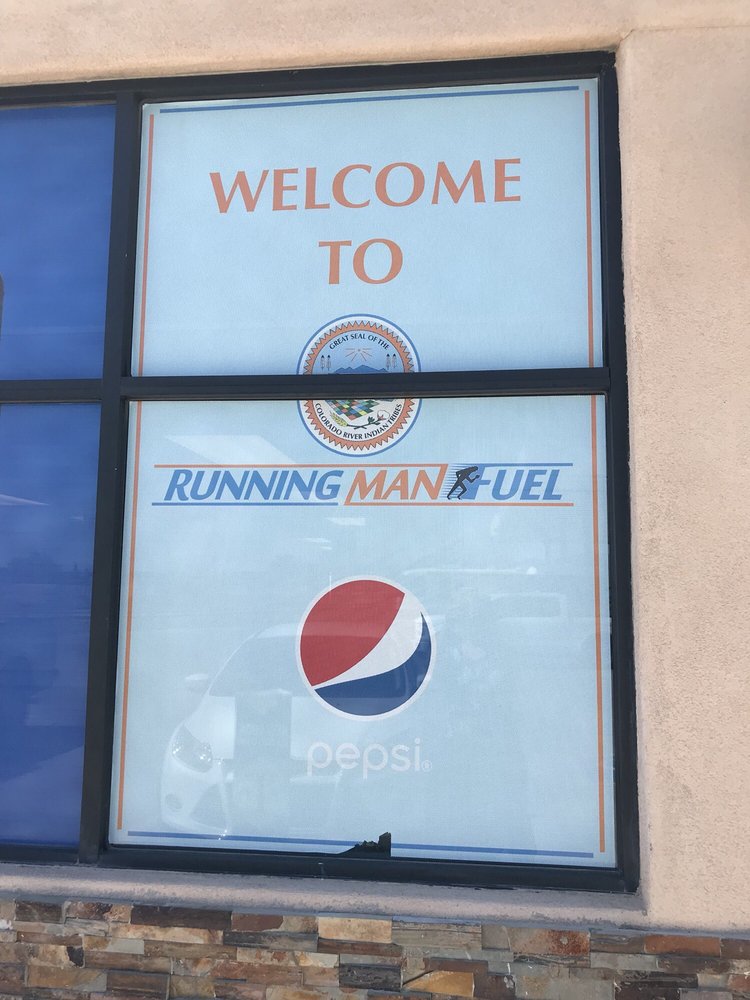 WELCOME
TO
GREAT SEAL OF THE
COLORADO RIVER INDIAN TRIBES
RUNNING MAN FUEL
pepsi®